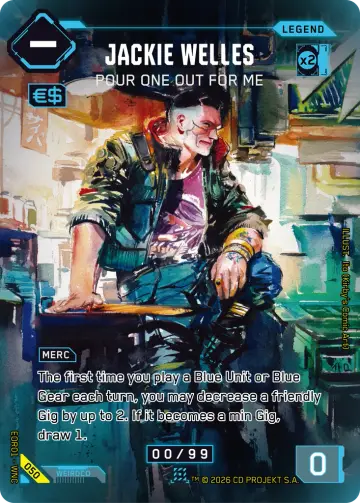 LEGEND
JACKIE WELLES
POUR ONE OUT FOR ME
x2
€$
MERC
The first time you play a Blue Unit or Blue
Gear each turn, you may decrease a friendly
Gig by up to 2. If it becomes a min Gig,
draw 1.
00/99
0
050
WEIRDCO
™ © 2026 CD PROJEKT S.A.